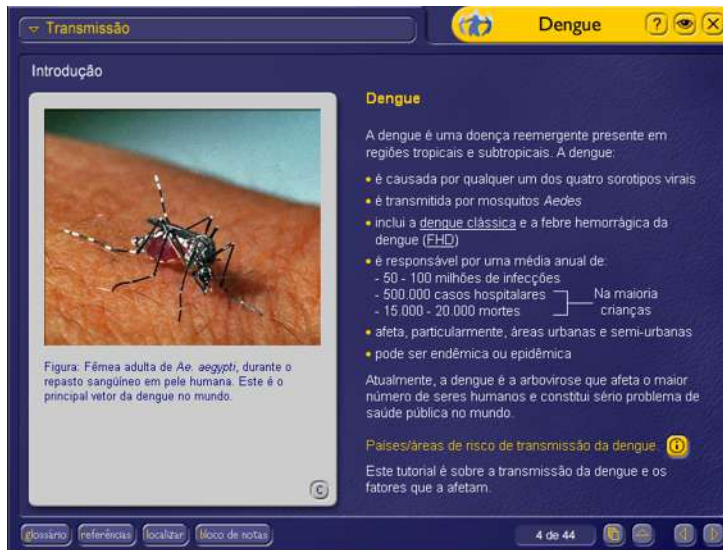 Transmissão
Dengue
?
X
Introdução
Figura: Fêmea adulta de Ae. aegypti, durante o
repasto sangüíneo em pele humana. Este é o
principal vetor da dengue no mundo.
C
Dengue
A dengue é uma doença reemergente presente em
regiões tropicais e subtropicais. A dengue:
• é causada por qualquer um dos quatro sorotipos virais
• é transmitida por mosquitos Aedes
• inclui a dengue clássica e a febre hemorrágica da
dengue (FHD)
• é responsável por uma média anual de:
- 50 - 100 milhões de infecções
- 500.000 casos hospitalares
- 15.000 - 20.000 mortes
Na maioria
crianças
• afeta, particularmente, áreas urbanas e semi-urbanas
• pode ser endêmica ou epidêmica
Atualmente, a dengue é a arbovirose que afeta o maior
número de seres humanos e constitui sério problema de
saúde pública no mundo.
Países/áreas de risco de transmissão da dengue. i
Este tutorial é sobre a transmissão da dengue e os
fatores que a afetam.
glossário referências localizar bloco de notas 4 de 44